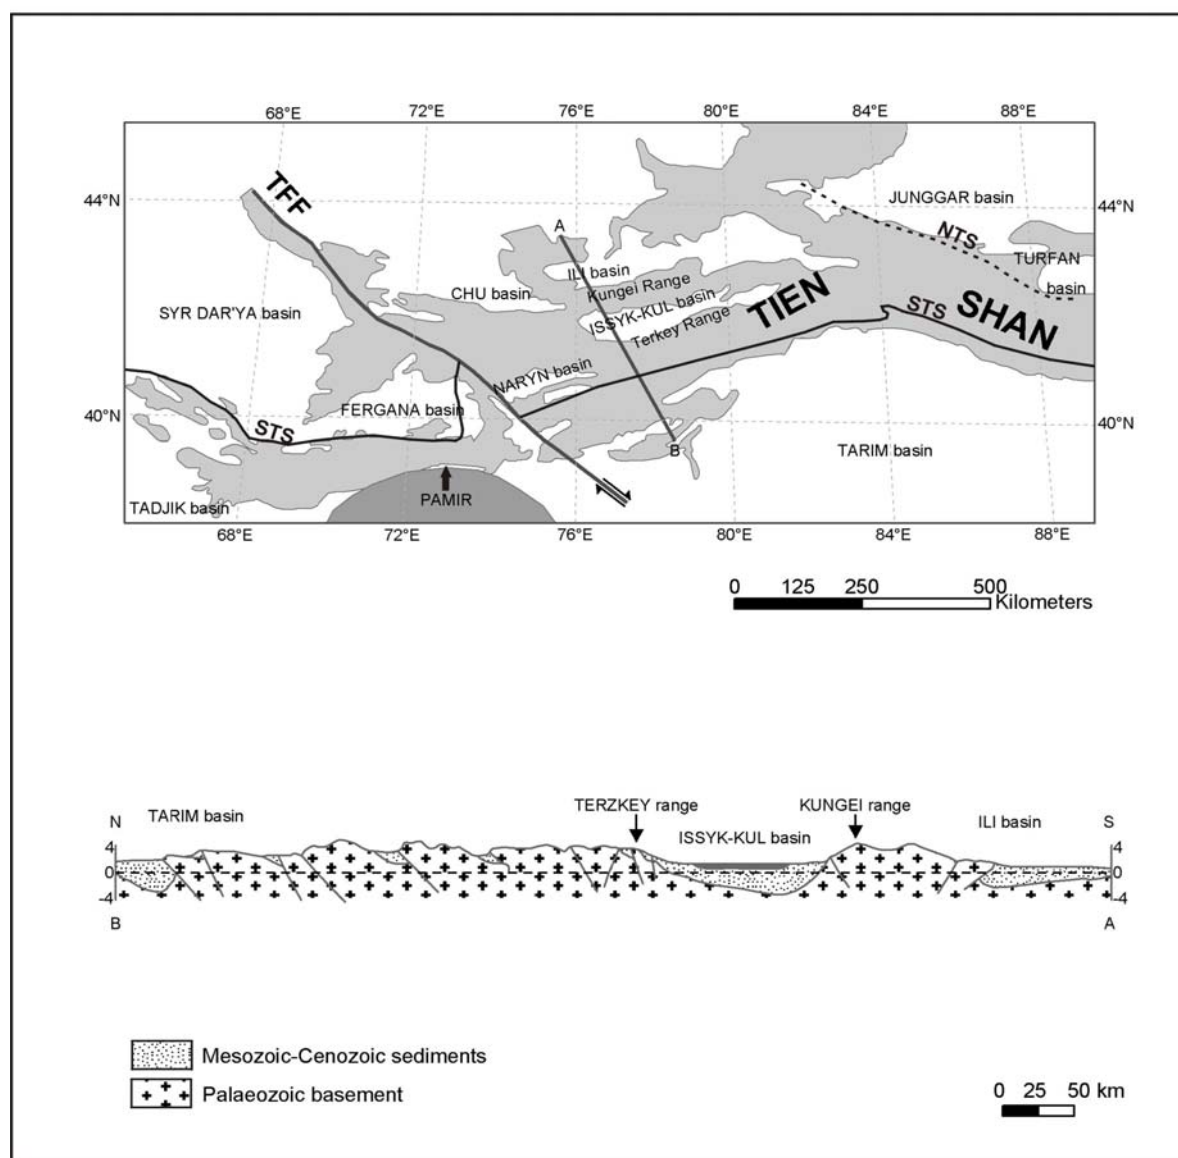 68°E 72°E 76°E 80°E 84°E 88°E
44°N
TFF
JUNGGAR basin
44°N
A
NTS
TURFAN
basin
ILI basin
Kungei Range
CHU basin
ISSYK-KUL basin
TIEN
SHAN
SYR DAR'YA basin
Terkey Range
STS
NARYN basin
40°N
FERGANA basin
STS
40°N
B
TARIM basin
PAMIR
TADJIK basin
68°E 72°E 76°E 80°E 84°E 88°E
0 125 250 500
Kilometers
TERZKEY range KUNGEI range
N TARIM basin ISSYK-KUL basin ILI basin S
4 4
0 0
-4 -4
B A
Mesozoic-Cenozoic sediments
Palaeozoic basement
0 25 50 km